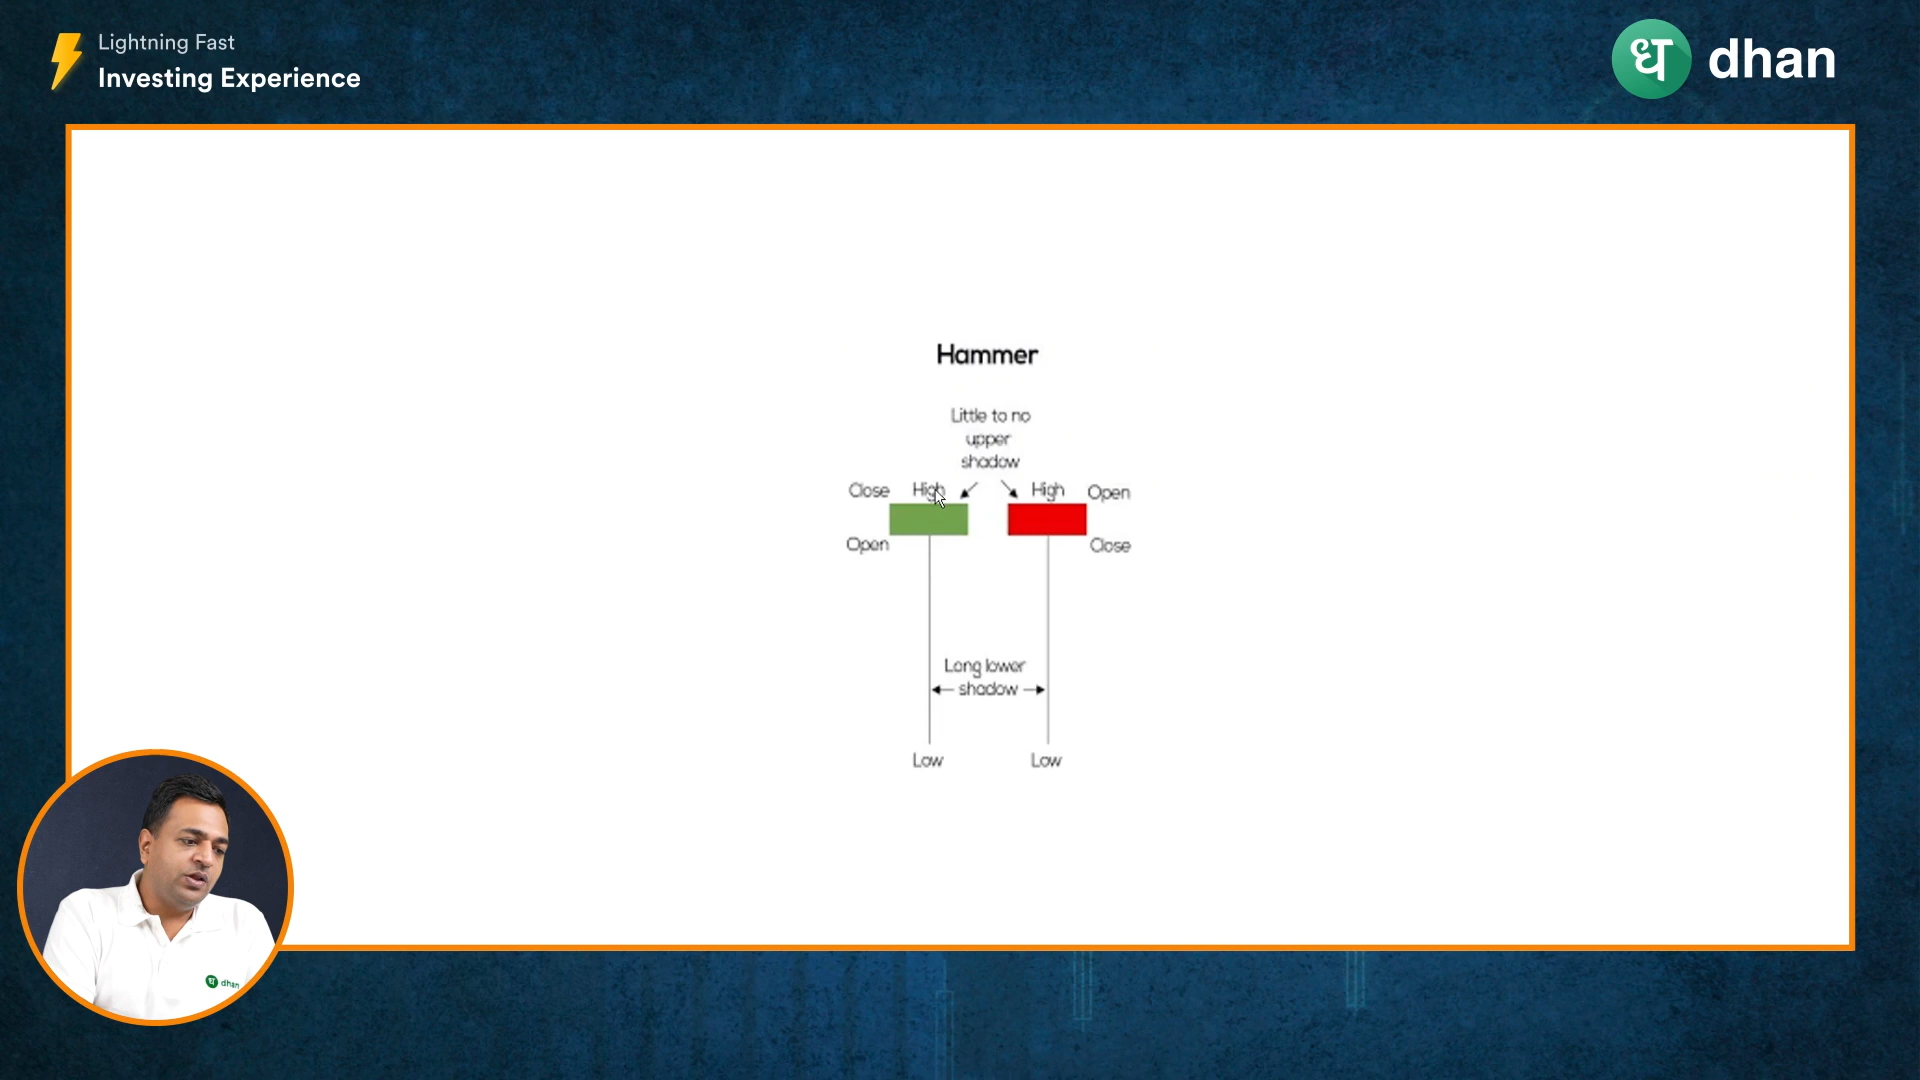 Lightning Fast
Investing Experience
ध dhan
Hammer
Little to no
upper
shadow
Close High High Open
Open Close
Long lower
shadow
Low Low
ध dhan